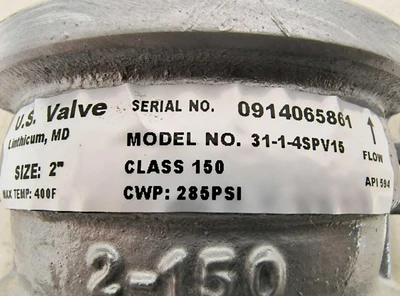 U.S. Valve SERIAL NO. 0914065861
Linthicum, MD MODEL NO. 31-1-4SPV15
SIZE: 2" CLASS 150 FLOW
MAX TEMP: 400F CWP: 285PSI API 594
2-150